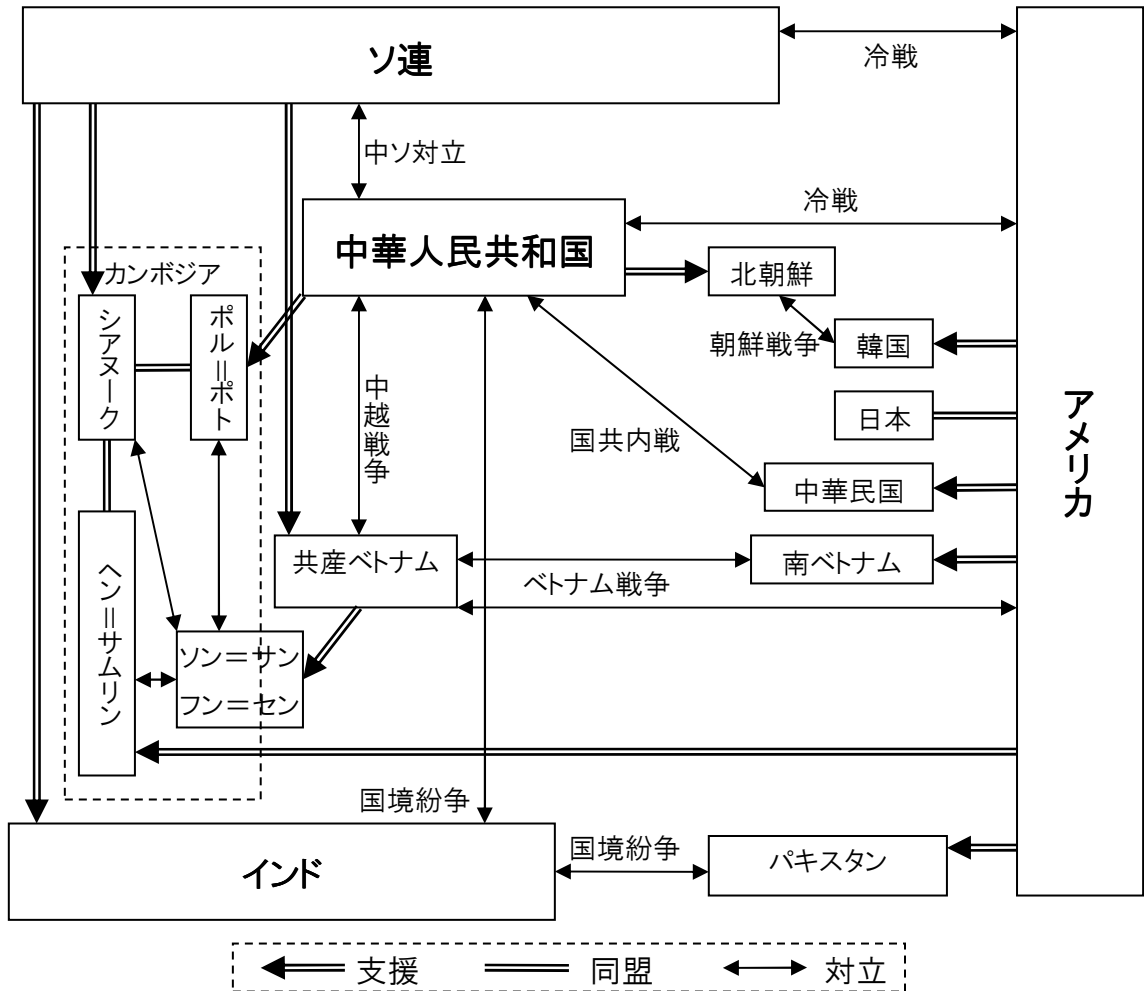 ソ連
冷戦
中ソ対立
冷戦
中華人民共和国
北朝鮮
カンボジア
シアヌーク
ポル＝ポト
朝鮮戦争
韓国
日本
アメリカ
中越戦争
国共内戦
中華民国
共産ベトナム
南ベトナム
ベトナム戦争
ヘン＝サムリン
ソン＝サン
フン＝セン
国境紛争
国境紛争
パキスタン
インド
支援 同盟 対立